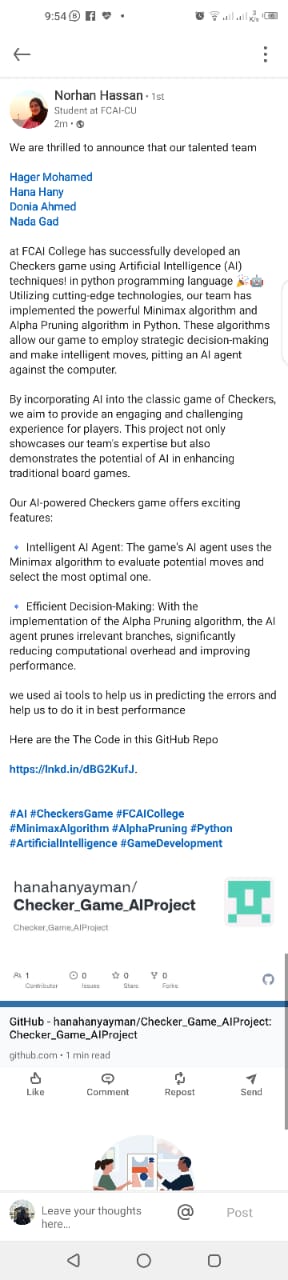 9:54
Norhan Hassan • 1st
Student at FCAI-CU
2m •
We are thrilled to announce that our talented team
Hager Mohamed
Hana Hany
Donia Ahmed
Nada Gad
at FCAI College has successfully developed an
Checkers game using Artificial Intelligence (AI)
techniques! in python programming language 🎉🤖
Utilizing cutting-edge technologies, our team has
implemented the powerful Minimax algorithm and
Alpha Pruning algorithm in Python. These algorithms
allow our game to employ strategic decision-making
and make intelligent moves, pitting an AI agent
against the computer.
By incorporating AI into the classic game of Checkers,
we aim to provide an engaging and challenging
experience for players. This project not only
showcases our team's expertise but also
demonstrates the potential of AI in enhancing
traditional board games.
Our AI-powered Checkers game offers exciting
features:
🔹 Intelligent AI Agent: The game's AI agent uses the
Minimax algorithm to evaluate potential moves and
select the most optimal one.
🔹 Efficient Decision-Making: With the
implementation of the Alpha Pruning algorithm, the AI
agent prunes irrelevant branches, significantly
reducing computational overhead and improving
performance.
we used ai tools to help us in predicting the errors and
help us to do it in best performance
Here are the The Code in this GitHub Repo
https://lnkd.in/dBG2KufJ.
#AI #CheckersGame #FCAICollege
#MinimaxAlgorithm #AlphaPruning #Python
#ArtificialIntelligence #GameDevelopment
hanahanyayman/
Checker_Game_AIProject
Checker_Game_AIProject
1 0 0 0
Contributor Issues Stars Forks
GitHub - hanahanyayman/Checker_Game_AIProject:
Checker_Game_AIProject
github.com • 1 min read
Like Comment Repost Send
Leave your thoughts
here...
@ Post